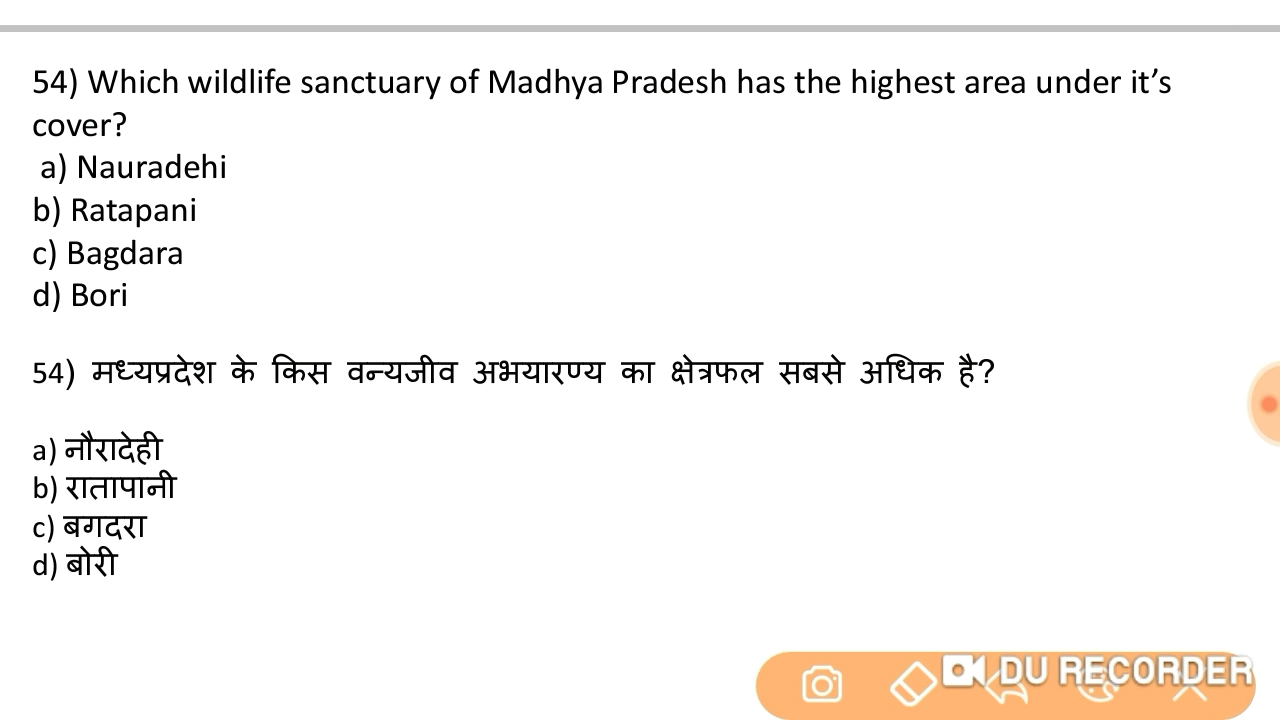 54) Which wildlife sanctuary of Madhya Pradesh has the highest area under it’s
cover?
a) Nauradehi
b) Ratapani
c) Bagdara
d) Bori
54) मध्यप्रदेश के किस वन्यजीव अभयारण्य का क्षेत्रफल सबसे अधिक है?
a) नौरादेही
b) रातापानी
c) बगदरा
d) बोरी
DU RECORDER